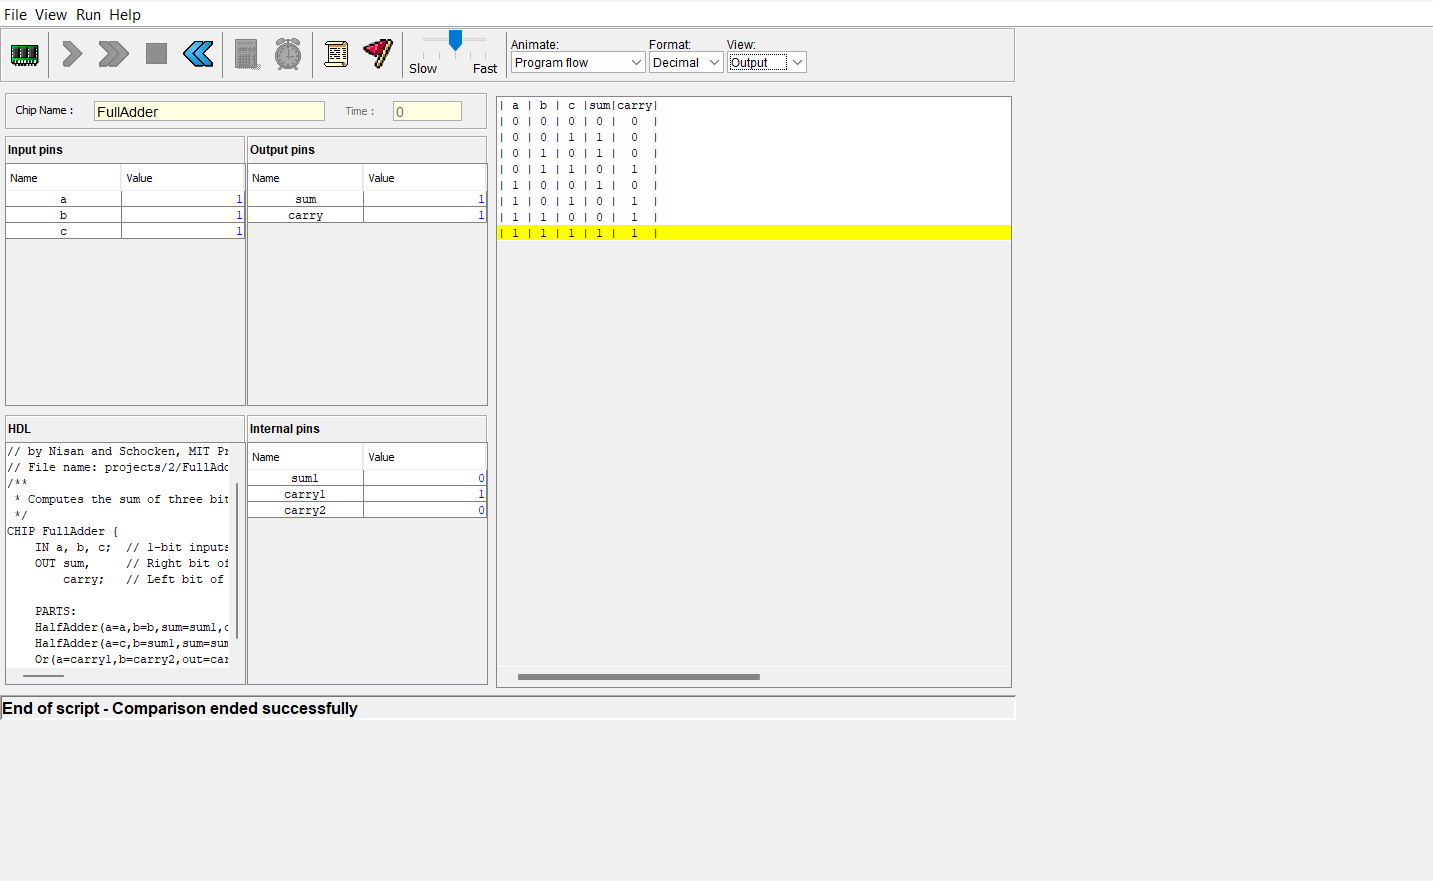 File View Run Help
Animate: Format: View:
Slow Fast Program flow Decimal Output
Chip Name : FullAdder Time : 0
Input pins
Name Value
a 1
b 1
c 1
Output pins
Name Value
sum 1
carry 1
HDL
// by Nisan and Schocken, MIT Pr
// File name: projects/2/FullAdd
/**
* Computes the sum of three bit
*/
CHIP FullAdder {
IN a, b, c; // 1-bit inputs
OUT sum, // Right bit of
carry; // Left bit of
PARTS:
HalfAdder(a=a,b=b,sum=sum1,c
HalfAdder(a=c,b=sum1,sum=sum
Or(a=carry1,b=carry2,out=car
Internal pins
Name Value
sum1 0
carry1 1
carry2 0
| a | b | c |sum|carry|
| 0 | 0 | 0 | 0 | 0 |
| 0 | 0 | 1 | 1 | 0 |
| 0 | 1 | 0 | 1 | 0 |
| 0 | 1 | 1 | 0 | 1 |
| 1 | 0 | 0 | 1 | 0 |
| 1 | 0 | 1 | 0 | 1 |
| 1 | 1 | 0 | 0 | 1 |
| 1 | 1 | 1 | 1 | 1 |
End of script - Comparison ended successfully